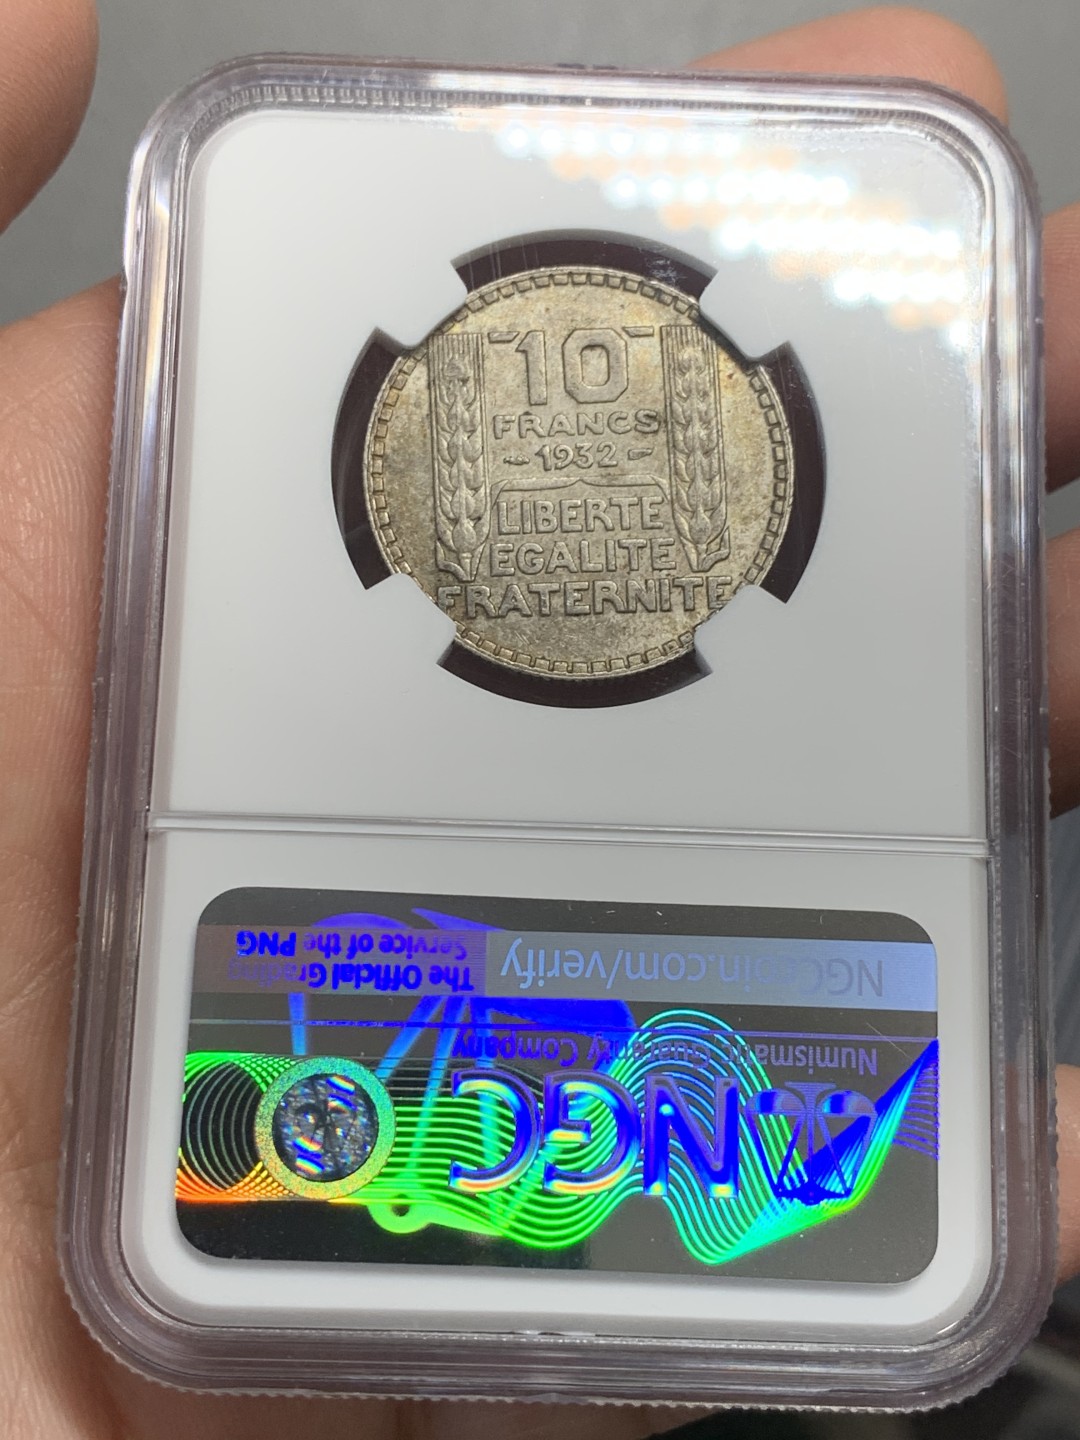 10
FRANCS
1932
LIBERTE
EGALITE
FRATERNITE
NGCcoin.com/verify
The Official Grading
Service of the PNG
Numismatic Guaranty Company
NGC